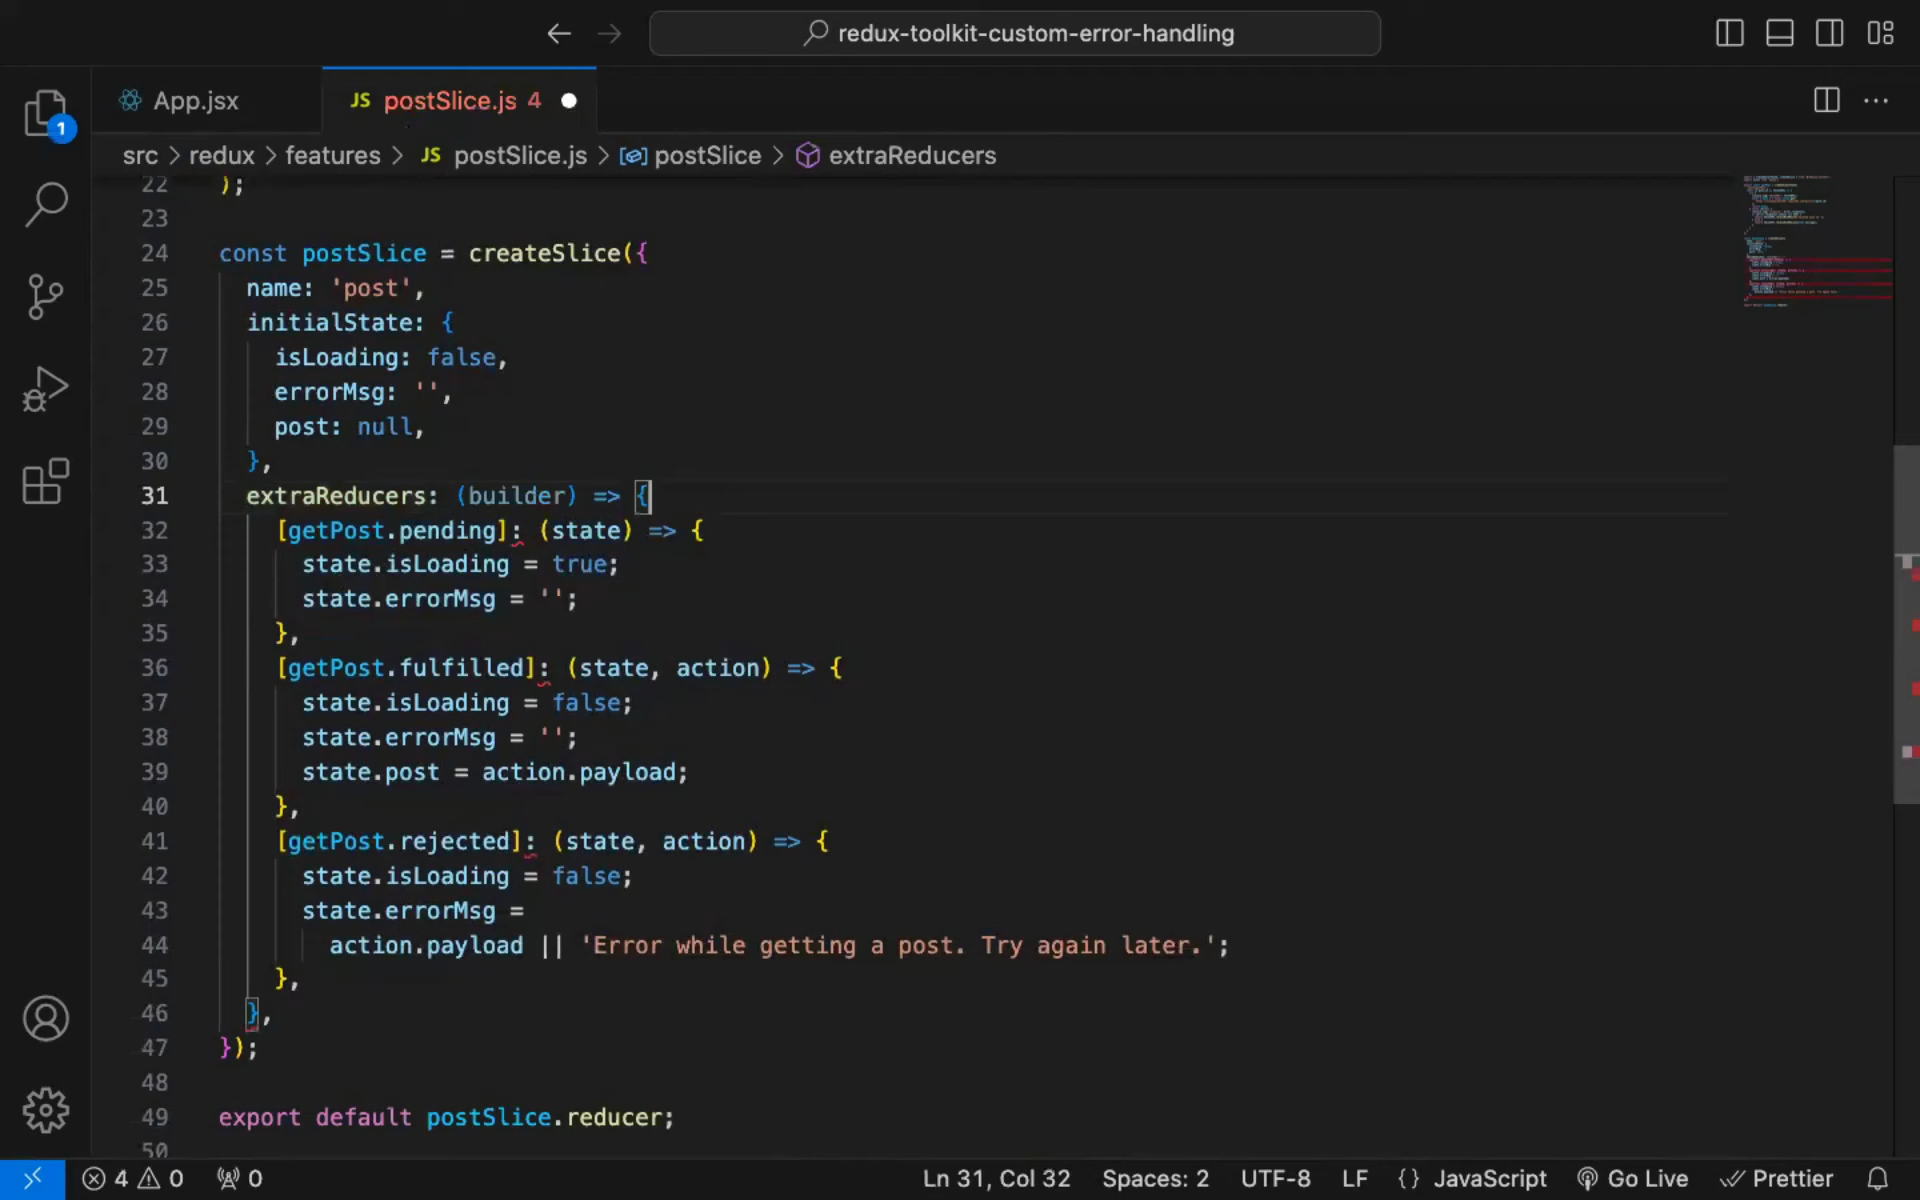 redux-toolkit-custom-error-handling
App.jsx
JS postSlice.js 4
1
src > redux > features > JS postSlice.js > postSlice > extraReducers
22 );
23
24 const postSlice = createSlice({
25 name: 'post',
26 initialState: {
27 isLoading: false,
28 errorMsg: '',
29 post: null,
30 },
31 extraReducers: (builder) => {
32 [getPost.pending]: (state) => {
33 state.isLoading = true;
34 state.errorMsg = '';
35 },
36 [getPost.fulfilled]: (state, action) => {
37 state.isLoading = false;
38 state.errorMsg = '';
39 state.post = action.payload;
40 },
41 [getPost.rejected]: (state, action) => {
42 state.isLoading = false;
43 state.errorMsg =
44 action.payload || 'Error while getting a post. Try again later.';
45 },
46 },
47 });
48
49 export default postSlice.reducer;
50
4 0 0 Ln 31, Col 32 Spaces: 2 UTF-8 LF {} JavaScript Go Live Prettier